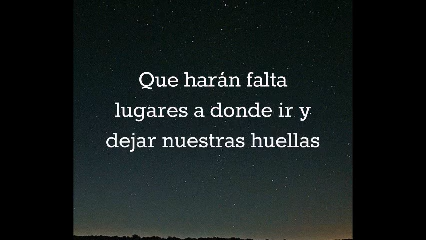 Que harán falta
lugares a donde ir y
dejar nuestras huellas